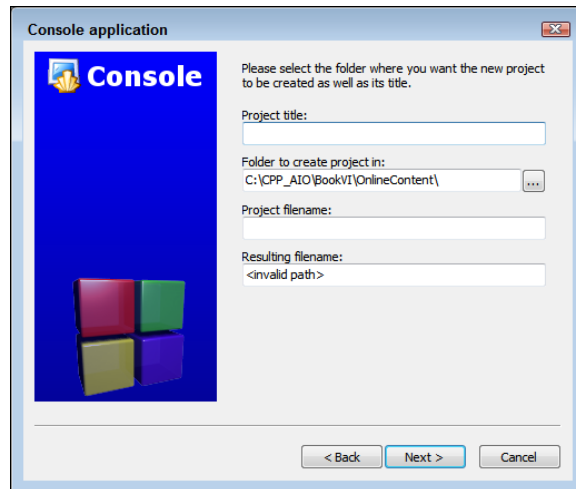 Console application
Console
Please select the folder where you want the new project
to be created as well as its title.
Project title:
Folder to create project in:
C:\CPP_AIO\BookVI\OnlineContent\
...
Project filename:
Resulting filename:
<invalid path>
< Back
Next >
Cancel